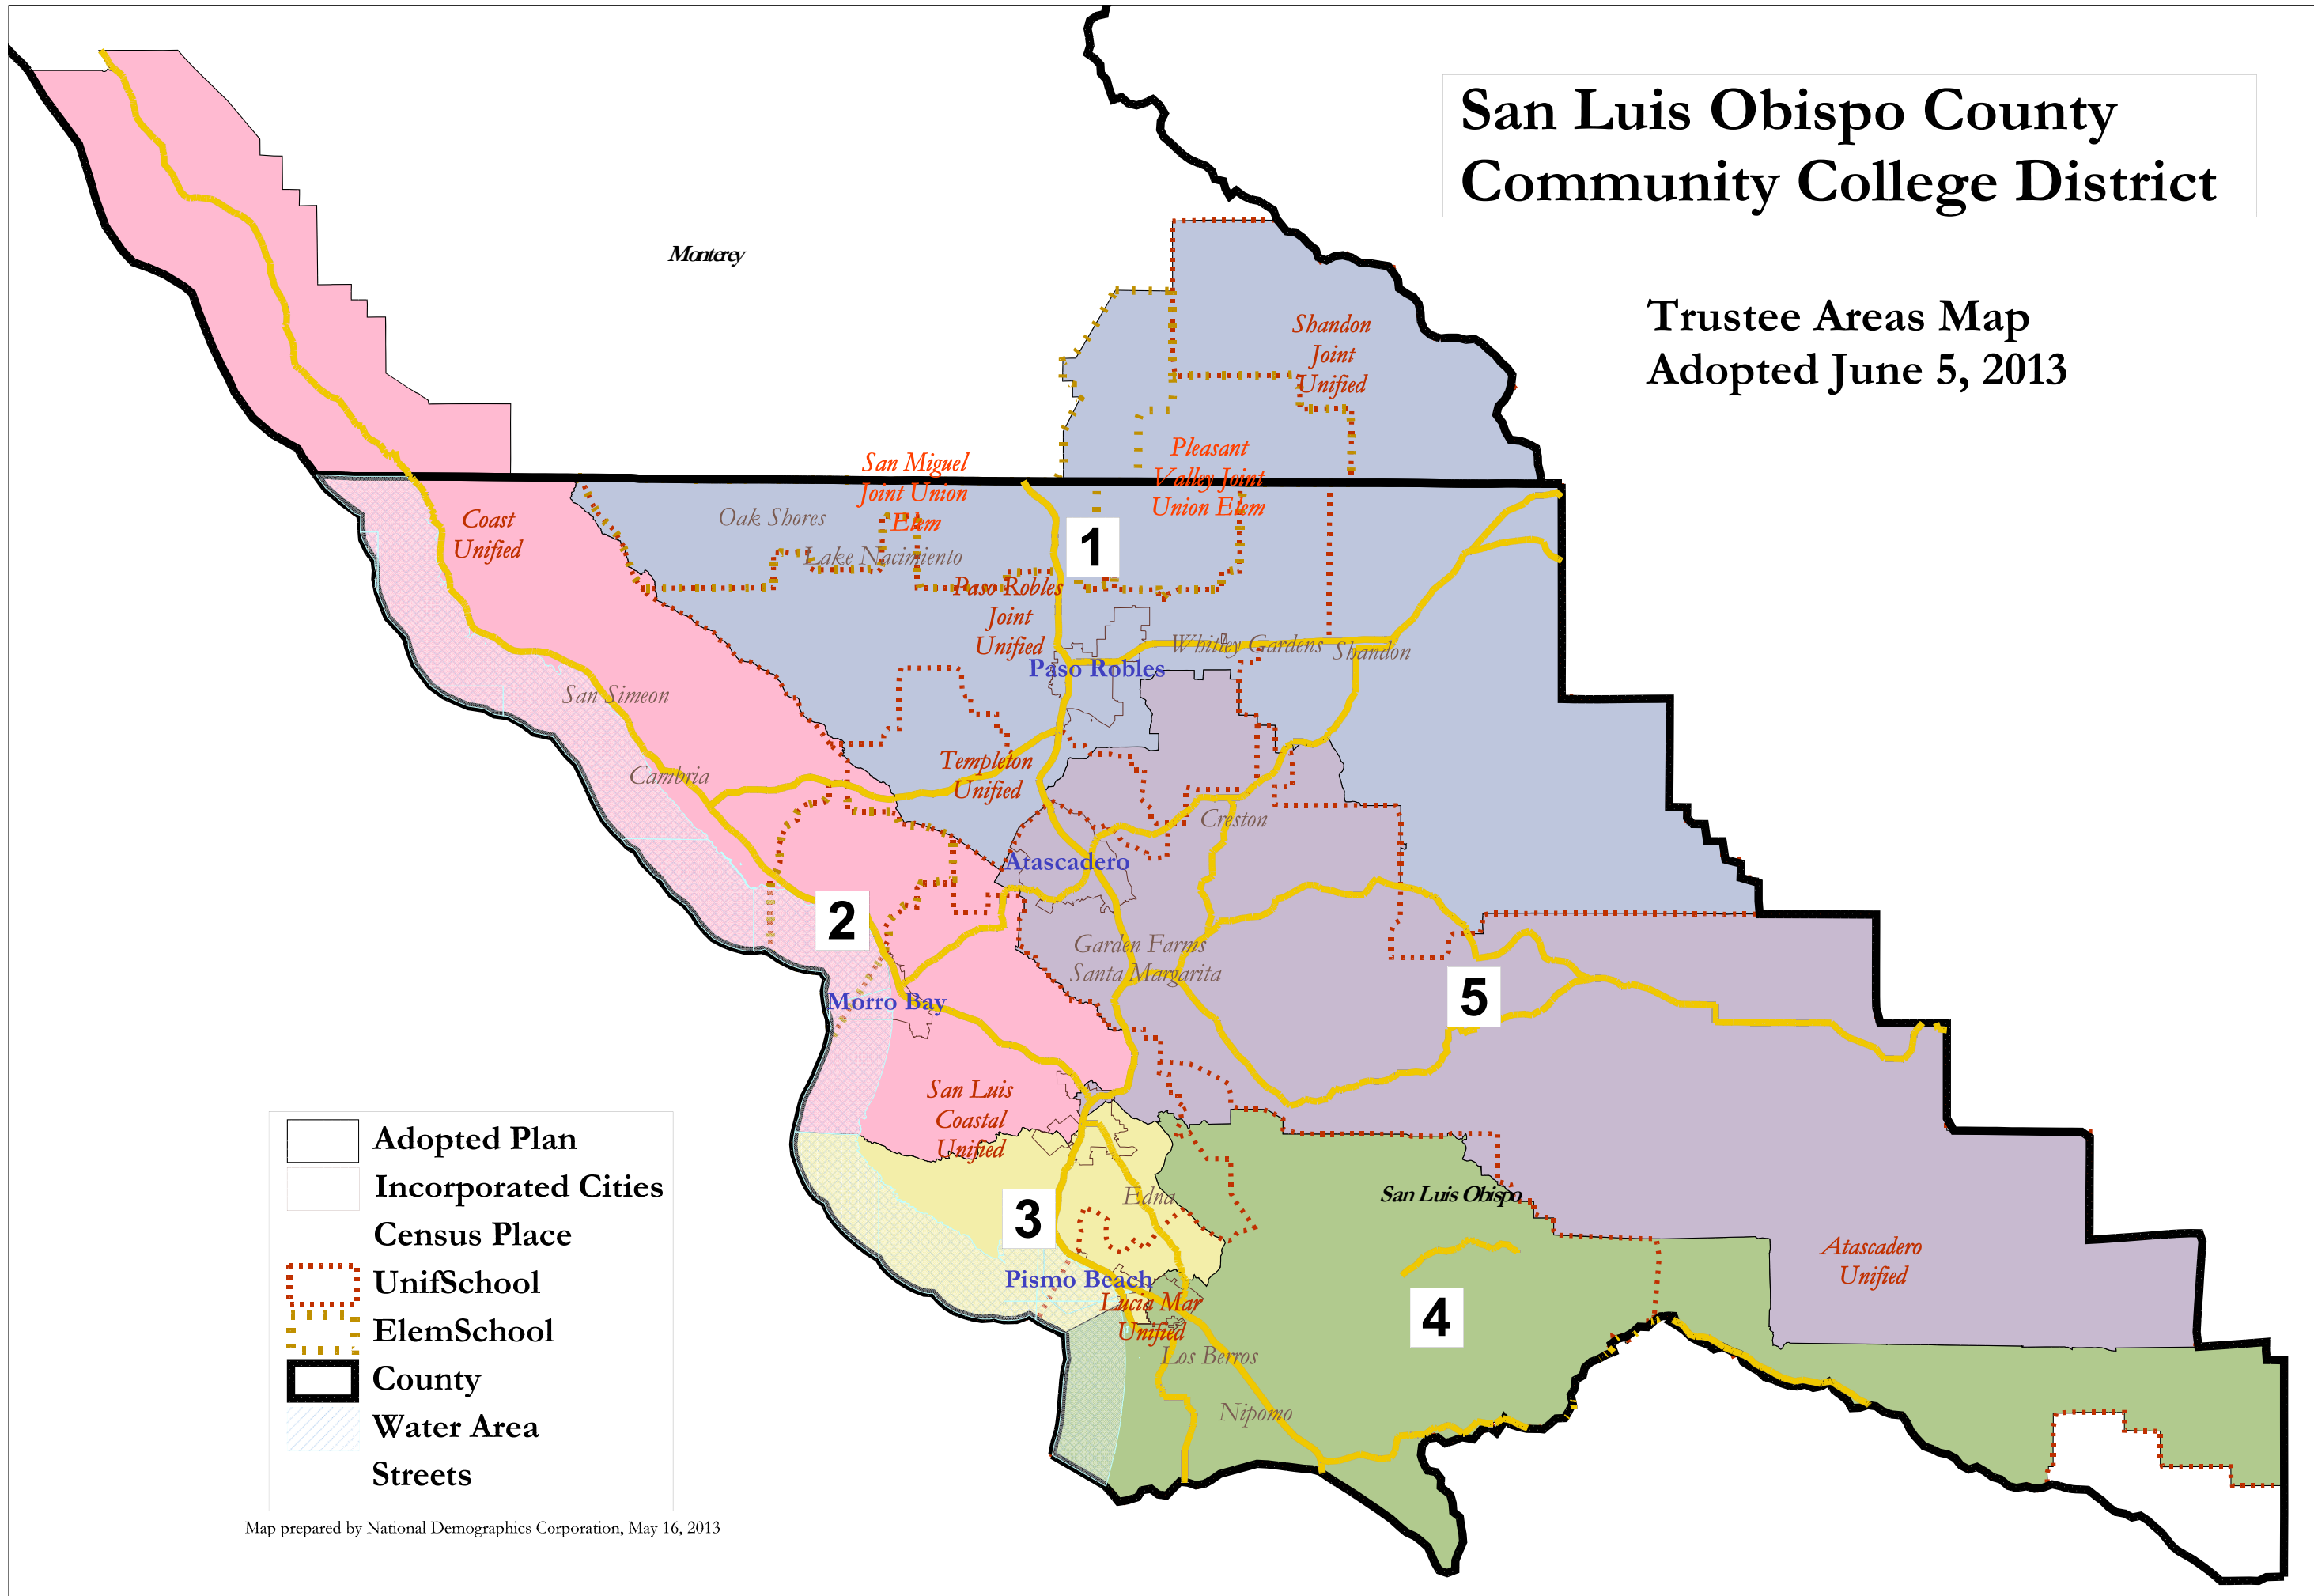 San Luis Obispo County
Community College District
Trustee Areas Map
Adopted June 5, 2013
Monterey
Shandon
Joint
Unified
Pleasant
Valley Joint
Union Elem
San Miguel
Joint Union
Elem
Coast
Unified
Oak Shores
Lake Nacimiento
1
Paso Robles
Joint
Unified
Whitley Gardens
Shandon
Paso Robles
San Simeon
Cambria
Templeton
Unified
Creston
Atascadero
2
Garden Farms
Santa Margarita
5
Morro Bay
San Luis
Coastal
Unified
3
Edna
San Luis Obispo
Atascadero
Unified
Pismo Beach
Lucia Mar
Unified
4
Los Berros
Nipomo
Adopted Plan
Incorporated Cities
Census Place
UnifSchool
ElemSchool
County
Water Area
Streets
Map prepared by National Demographics Corporation, May 16, 2013